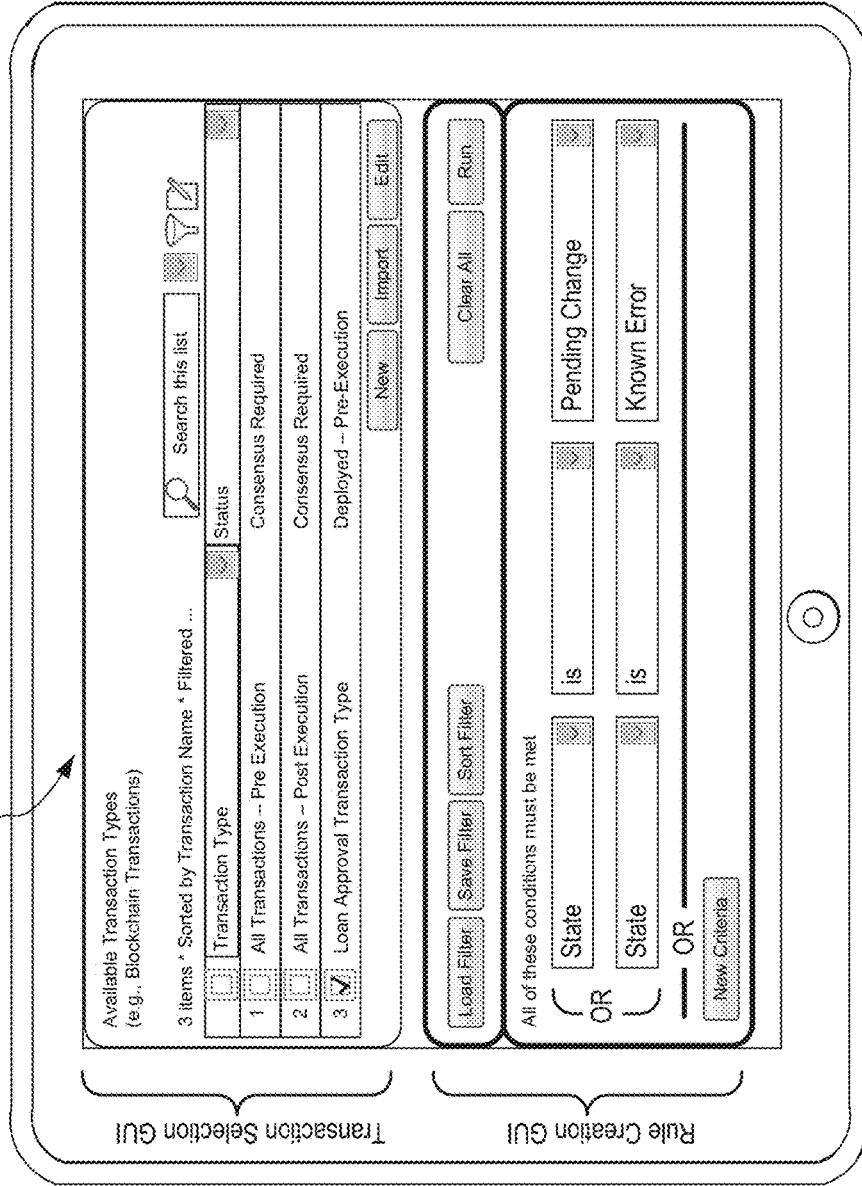 Transaction Selection GUI
Available Transaction Types
(e.g., Blockchain Transactions)
3 items * Sorted by Transaction Name * Filtered ...
Search this list
Transaction Type Status
1 All Transactions -- Pre Execution Consensus Required
2 All Transactions -- Post Execution Consensus Required
3 Loan Approval Transaction Type Deployed -- Pre-Execution
New Import Edit
Rule Creation GUI
Load Filter Save Filter Sort Filter Clear All Run
All of these conditions must be met
OR
State is Pending Change
State is Known Error
OR
New Criteria